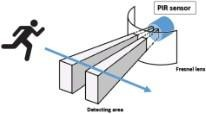 PIR sensor
Fresnel lens
Detecting area